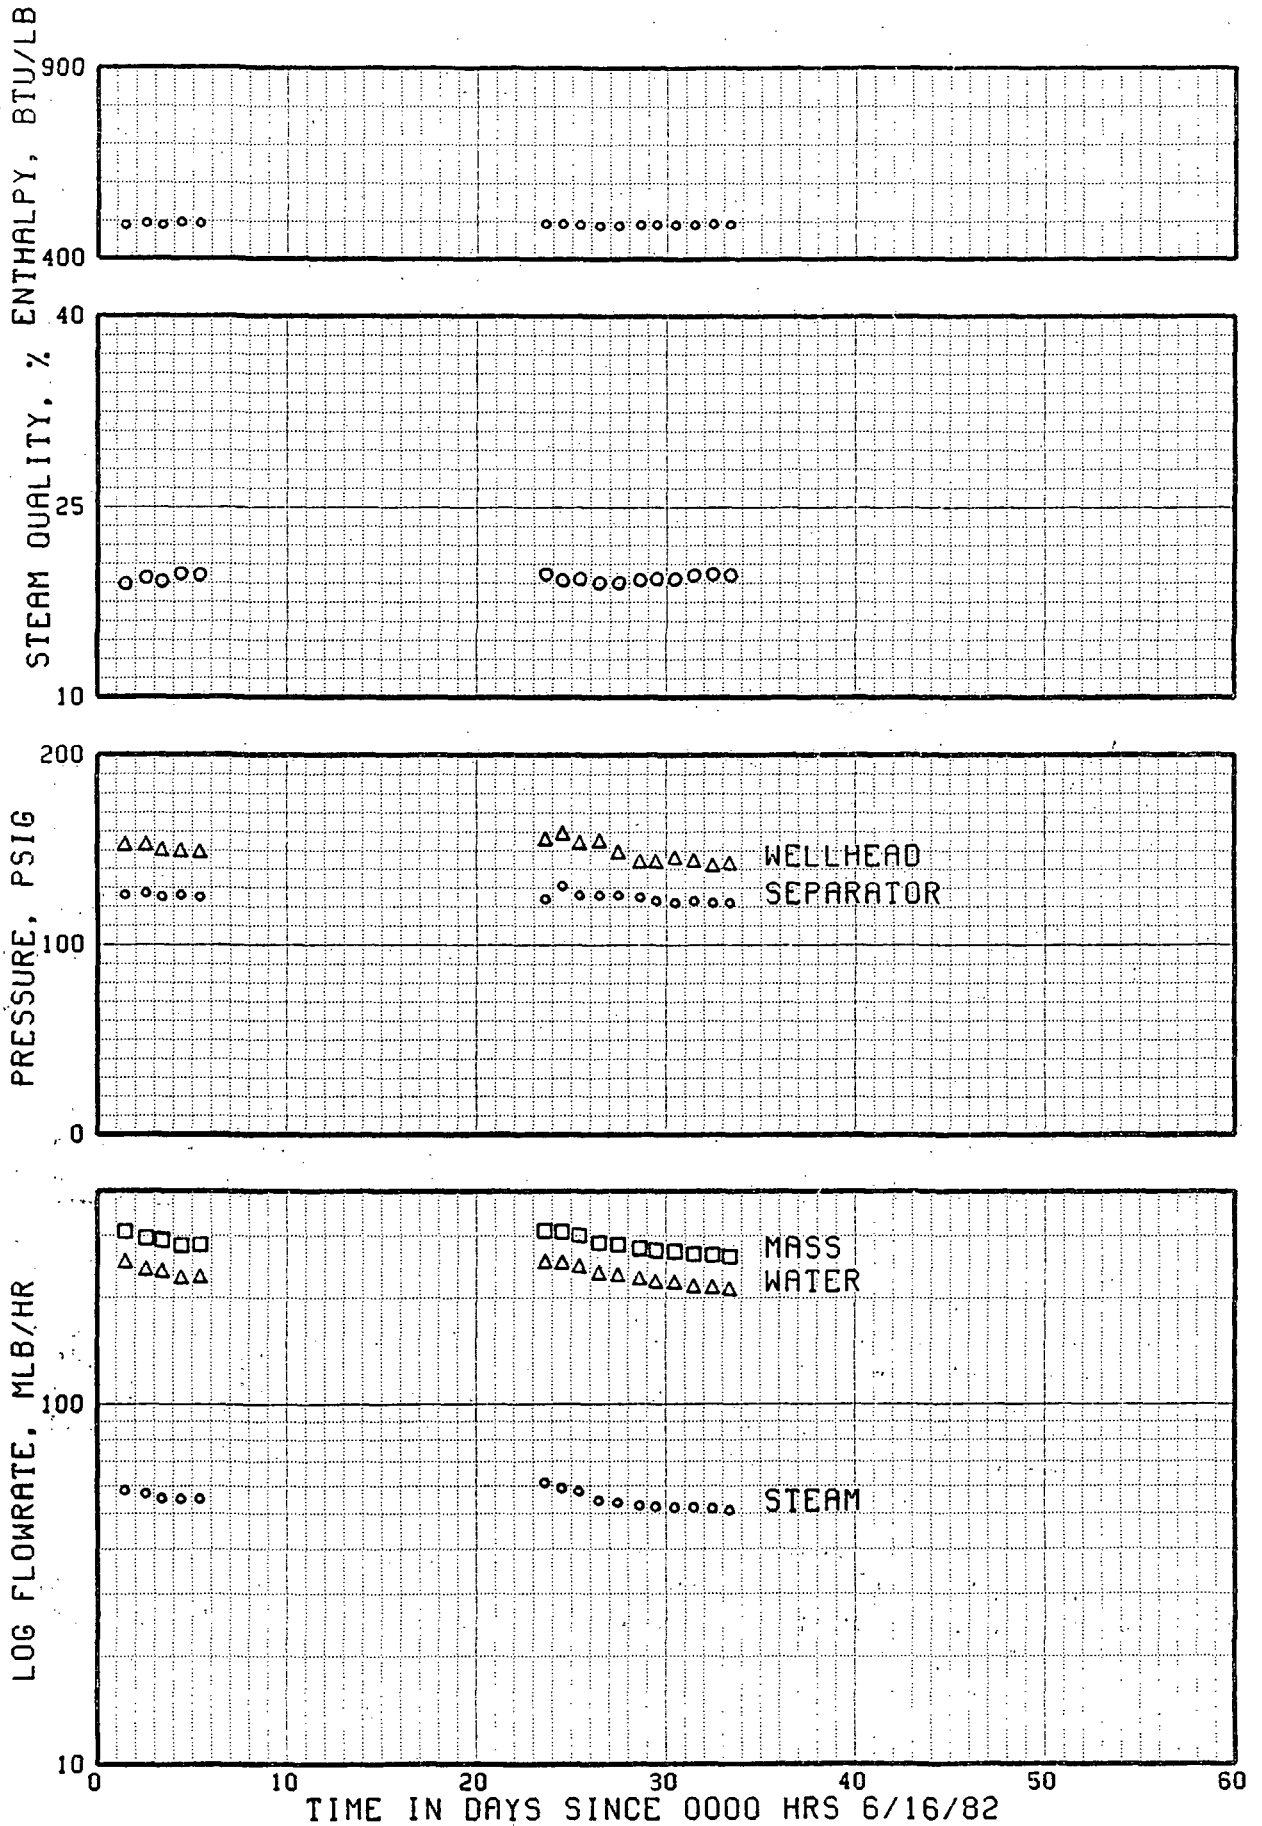 ENTHALPY, BTU/LB
900
400
STEAM QUALITY, %
40
25
10
PRESSURE, PSIG
200
WELLHEAD
SEPARATOR
100
0
LOG FLOWRATE, MLB/HR
MASS
WATER
100
STEAM
10
0 10 20 30 40 50 60
TIME IN DAYS SINCE 0000 HRS 6/16/82